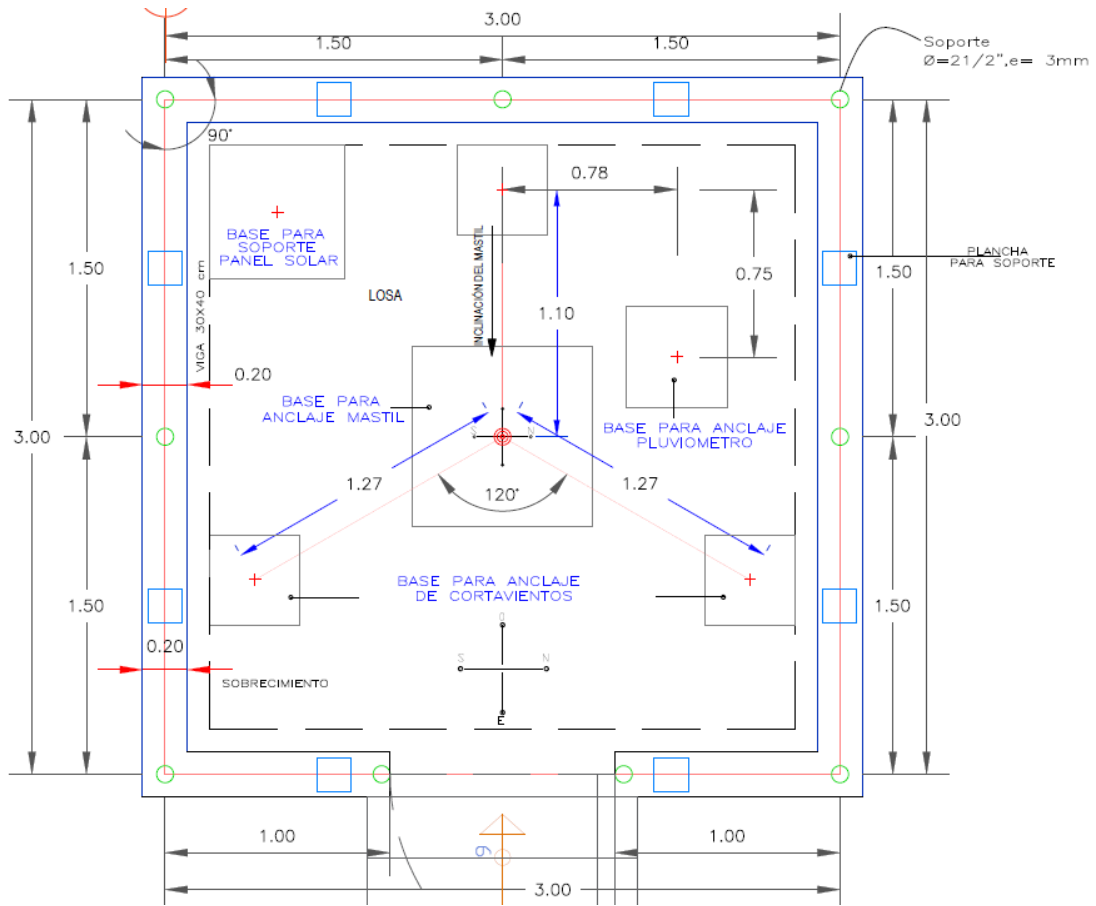 3.00
1.50
1.50
Soporte
Ø=21/2",e= 3mm
90°
0.78
BASE PARA
SOPORTE
PANEL SOLAR
INCLINACIÓN DEL MASTIL
PLANCHA
PARA SOPORTE
1.50
1.50
0.75
VIGA 30X40 cm
LOSA
1.10
0.20
BASE PARA
ANCLAJE MASTIL
BASE PARA ANCLAJE
PLUVIOMETRO
3.00
3.00
S
N
1.27
120°
1.27
BASE PARA ANCLAJE
DE CORTAVIENTOS
1.50
1.50
0.20
O
S
N
E
SOBRECIMIENTO
1.00
1.00
6
3.00